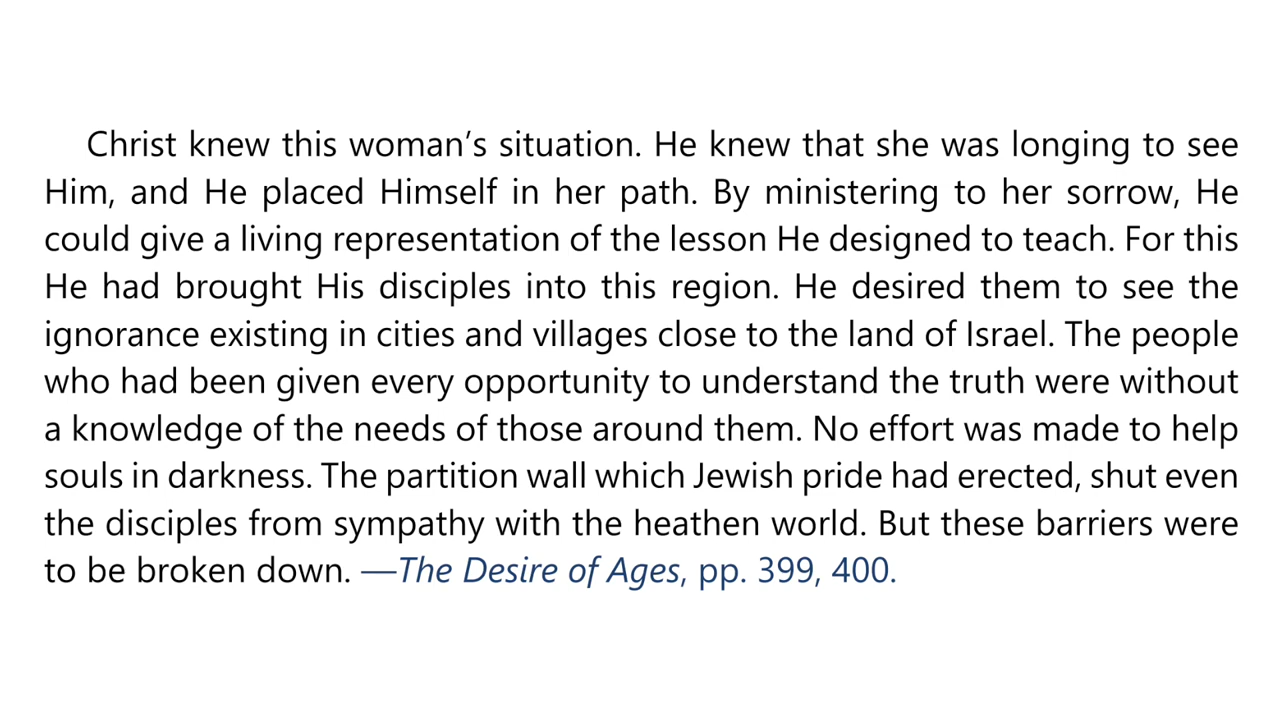 Christ knew this woman’s situation. He knew that she was longing to see
Him, and He placed Himself in her path. By ministering to her sorrow, He
could give a living representation of the lesson He designed to teach. For this
He had brought His disciples into this region. He desired them to see the
ignorance existing in cities and villages close to the land of Israel. The people
who had been given every opportunity to understand the truth were without
a knowledge of the needs of those around them. No effort was made to help
souls in darkness. The partition wall which Jewish pride had erected, shut even
the disciples from sympathy with the heathen world. But these barriers were
to be broken down. —The Desire of Ages, pp. 399, 400.